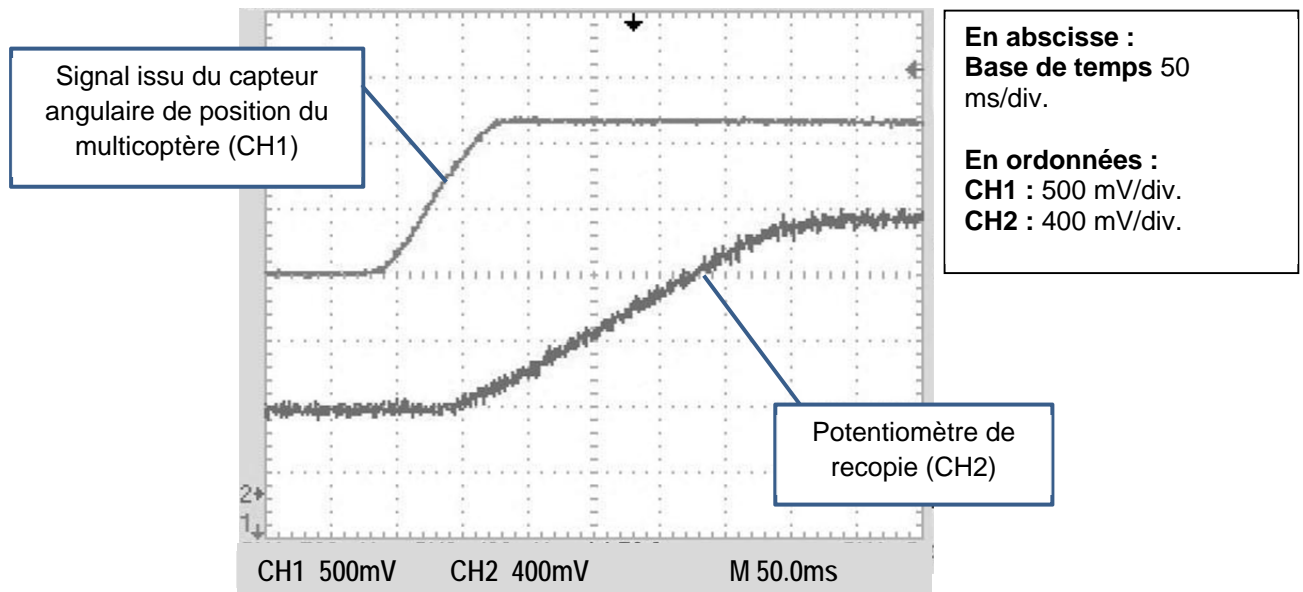 Signal issu du capteur
angulaire de position du
multicoptère (CH1)
En abscisse :
Base de temps 50
ms/div.
En ordonnées :
CH1 : 500 mV/div.
CH2 : 400 mV/div.
Potentiomètre de
recopie (CH2)
2
1
CH1 500mV CH2 400mV M 50.0ms